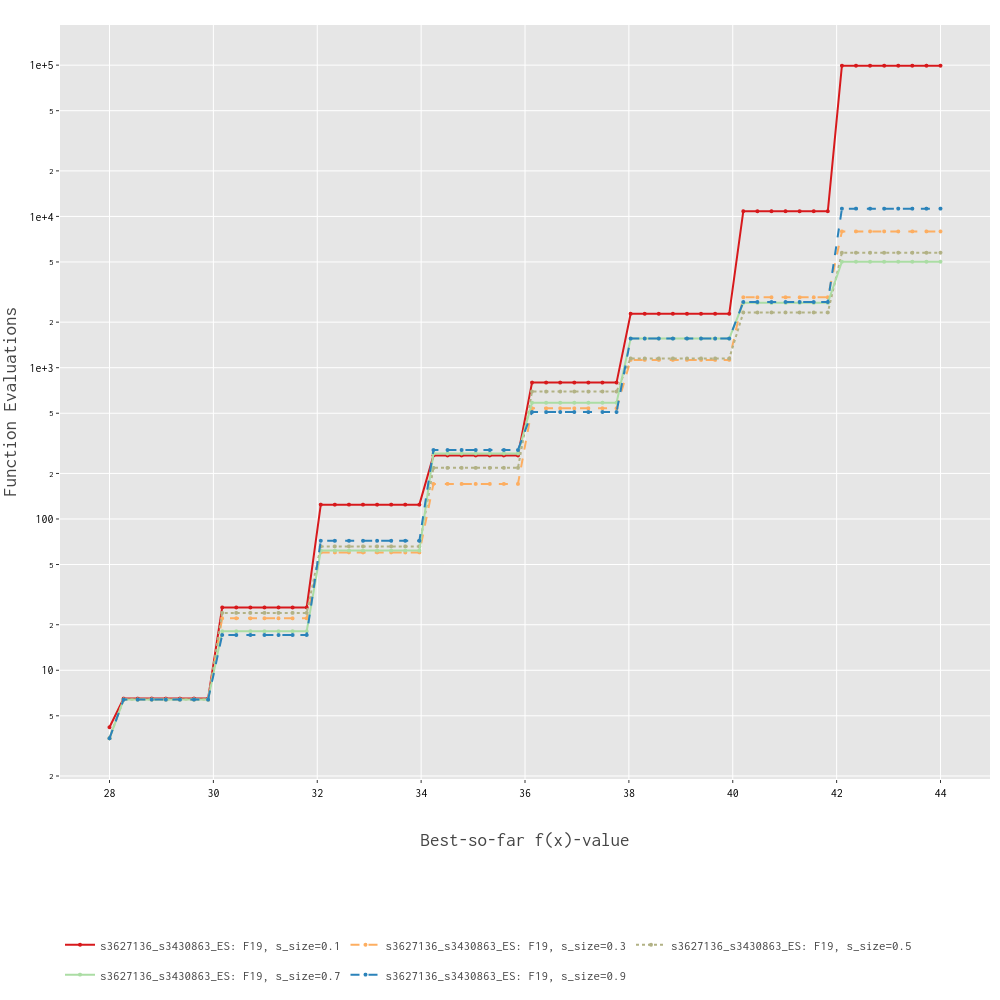 1e+5
5
2
1e+4
5
2
1e+3
5
2
100
5
2
10
5
2
Function Evaluations
28 30 32 34 36 38 40 42 44
Best-so-far f(x)-value
s3627136_s3430863_ES: F19, s_size=0.1 s3627136_s3430863_ES: F19, s_size=0.3 s3627136_s3430863_ES: F19, s_size=0.5
s3627136_s3430863_ES: F19, s_size=0.7 s3627136_s3430863_ES: F19, s_size=0.9